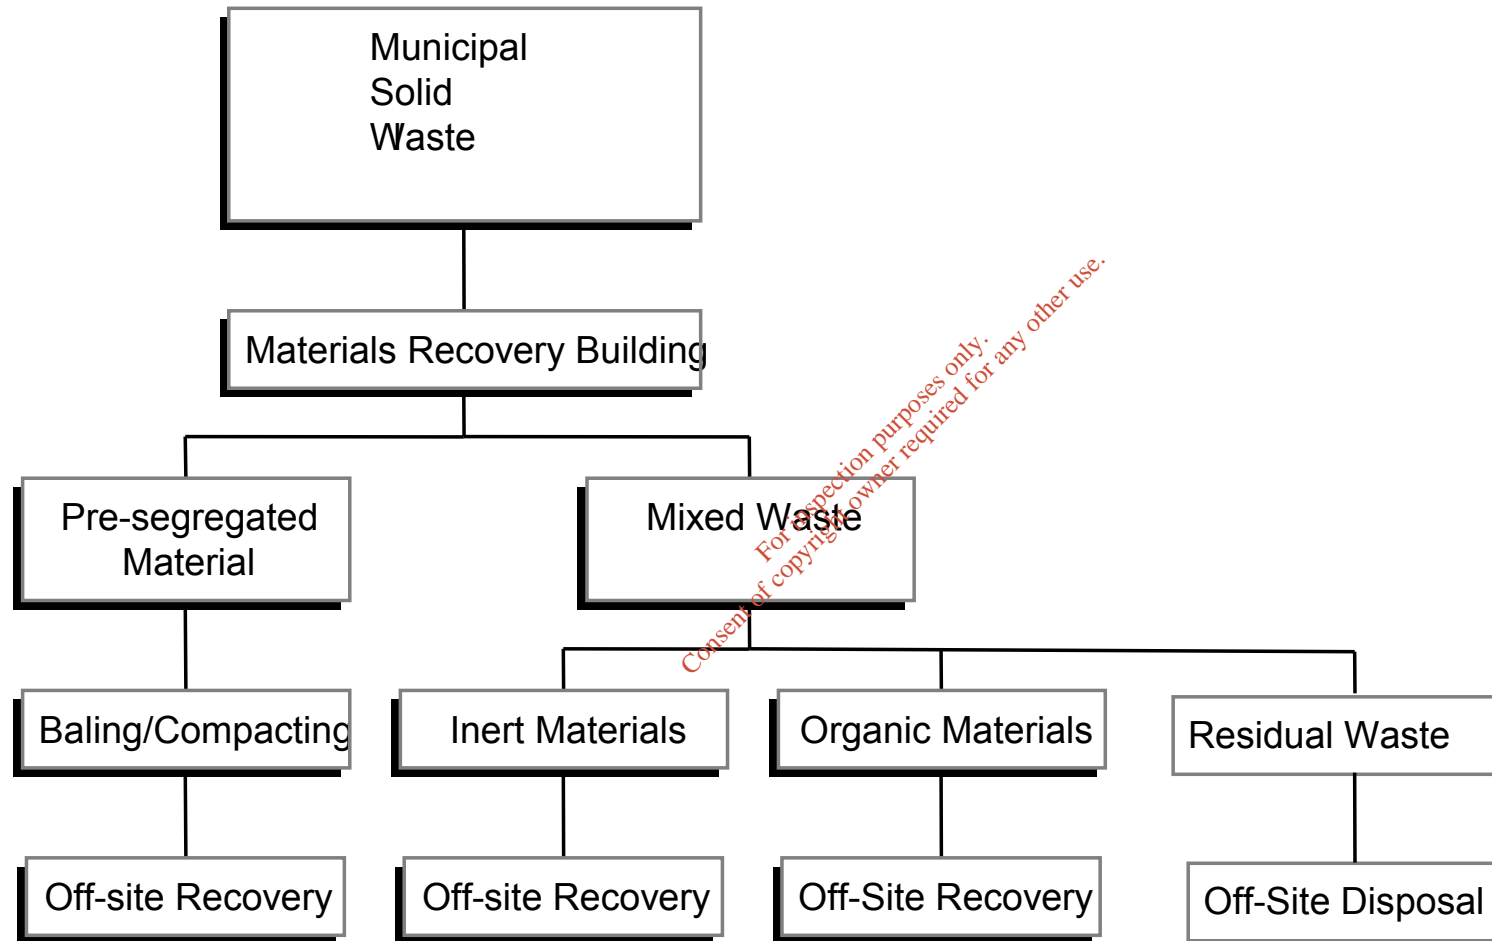 Municipal
Solid
Waste
Materials Recovery Building
Pre-segregated
Material
Mixed Waste
For inspection purposes only.
Consent of copyright owner required for any other use.
Baling/Compacting
Inert Materials
Organic Materials
Residual Waste
Off-site Recovery
Off-site Recovery
Off-Site Recovery
Off-Site Disposal